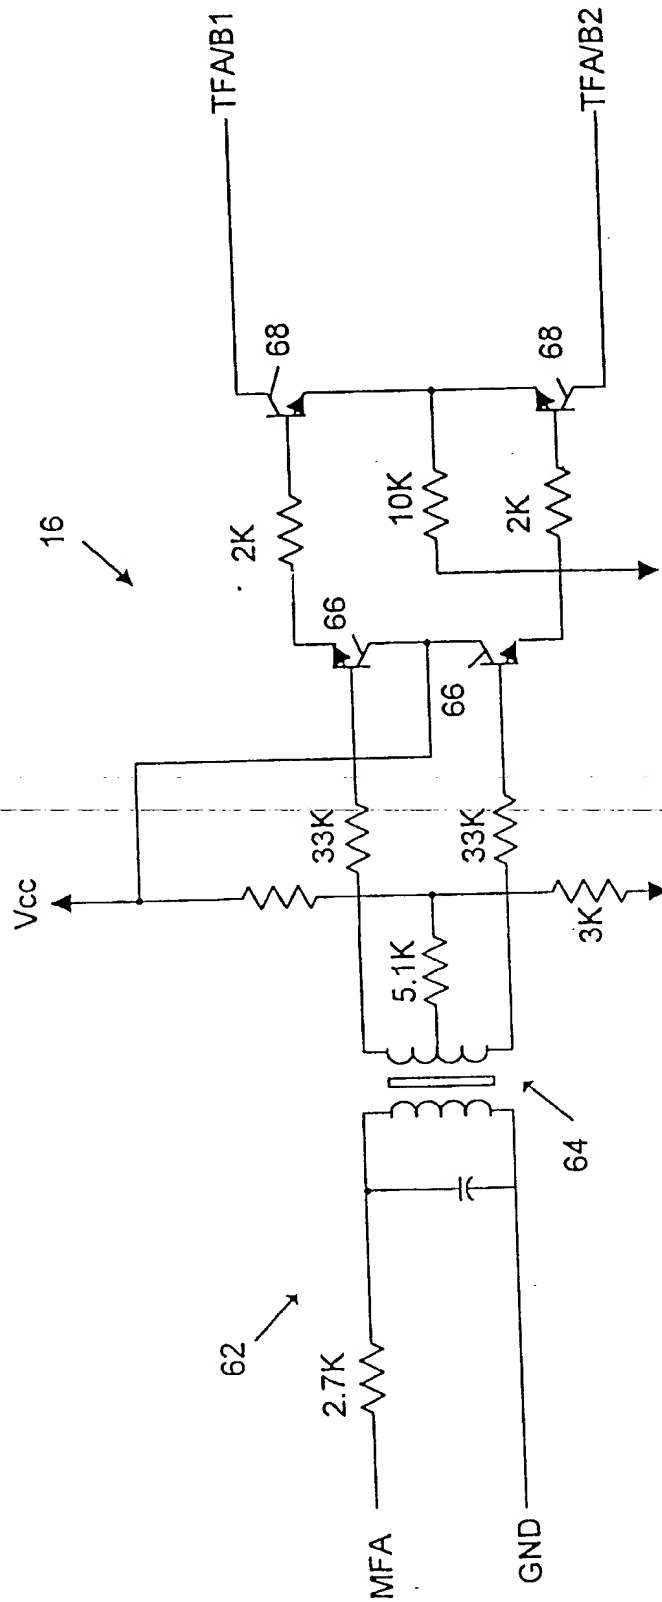 16
Vcc
TFA/B1
68
2K
66
33K
10K
5.1K
62
2.7K
MFA
64
3K
33K
66
2K
68
TFA/B2
GND